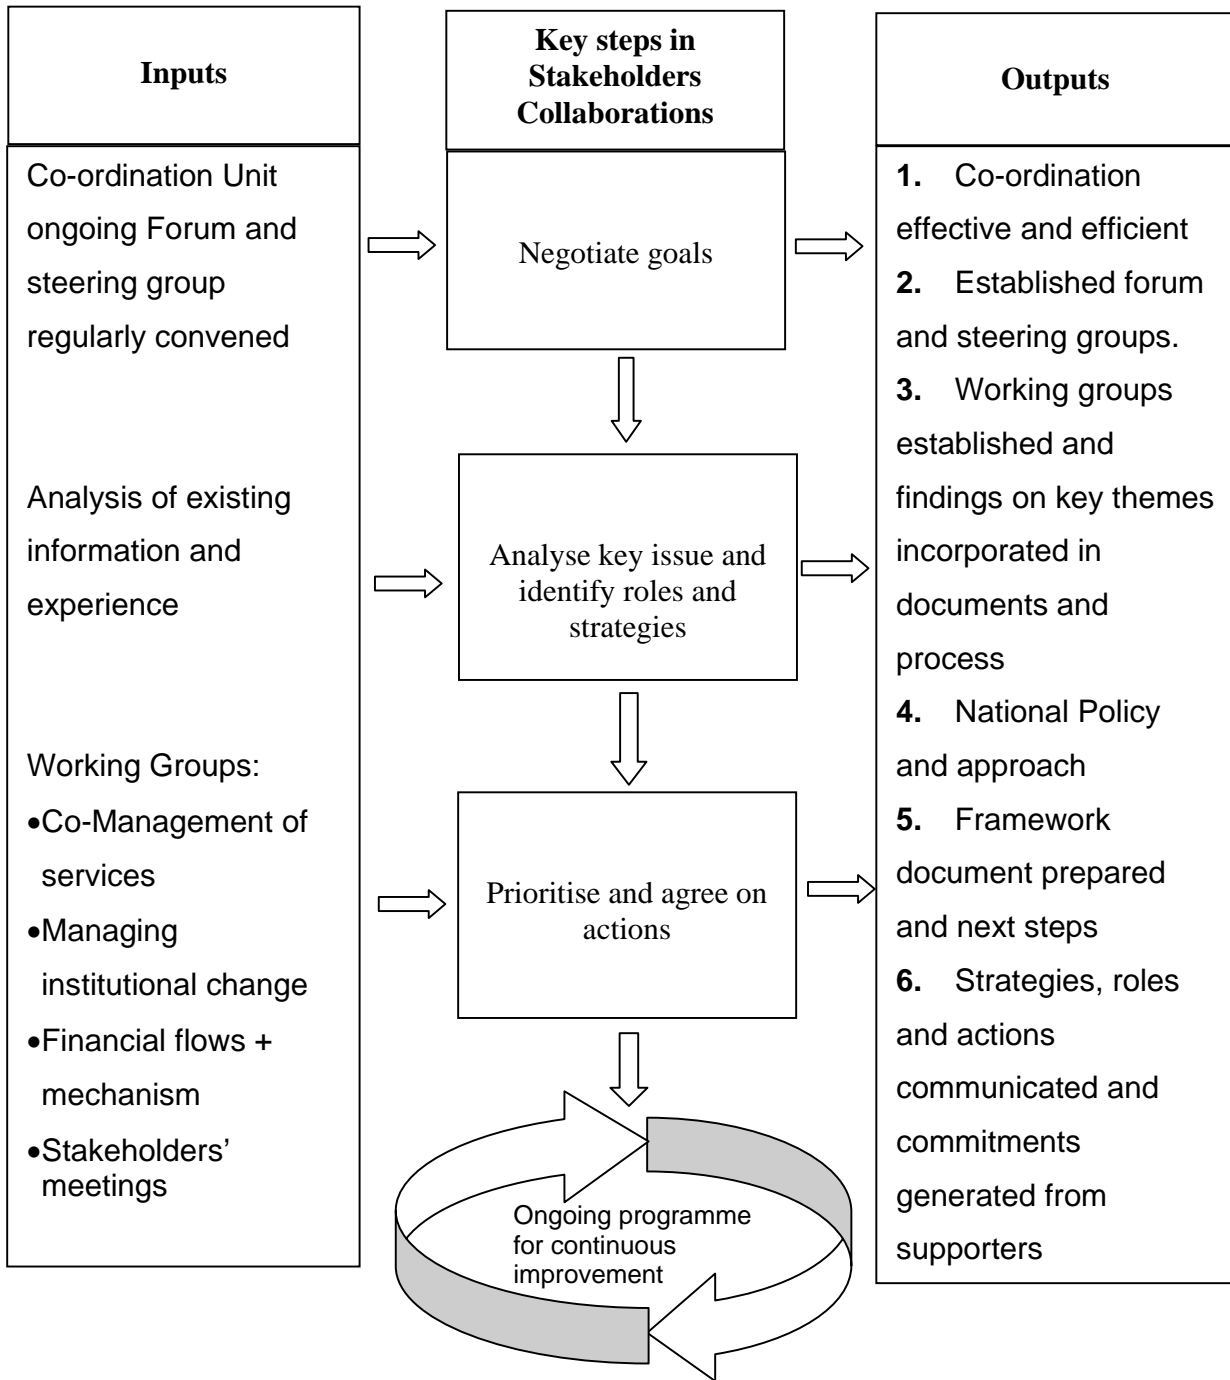 Inputs
Co-ordination Unit
ongoing Forum and
steering group
regularly convened
Analysis of existing
information and
experience
Working Groups:
•Co-Management of
services
•Managing
institutional change
•Financial flows +
mechanism
•Stakeholders’
meetings
Key steps in
Stakeholders
Collaborations
Negotiate goals
Analyse key issue and
identify roles and
strategies
Prioritise and agree on
actions
Ongoing programme
for continuous
improvement
Outputs
1. Co-ordination
effective and efficient
2. Established forum
and steering groups.
3. Working groups
established and
findings on key themes
incorporated in
documents and
process
4. National Policy
and approach
5. Framework
document prepared
and next steps
6. Strategies, roles
and actions
communicated and
commitments
generated from
supporters